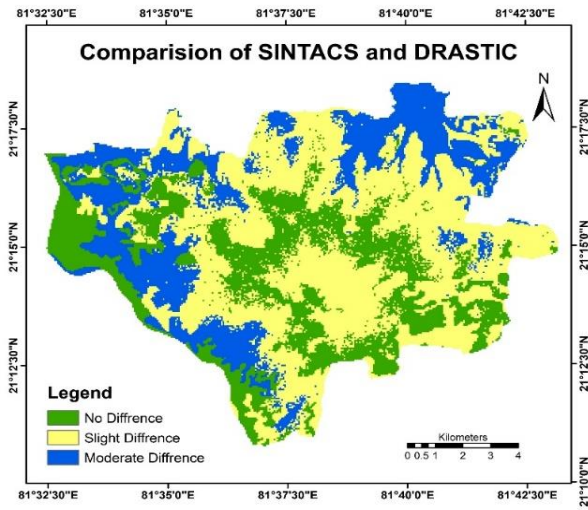 81°32'30"E 81°35'0"E 81°37'30"E 81°40'0"E 81°42'30"E
Comparision of SINTACS and DRASTIC
N
21°17'30"N 21°17'30"N
21°15'0"N 21°15'0"N
21°12'30"N 21°12'30"N
Legend
No Diffrence
Slight Diffrence
Moderate Diffrence
Kilometers
0 0.5 1 2 3 4
21°10'0"N
81°32'30"E 81°35'0"E 81°37'30"E 81°40'0"E 81°42'30"E